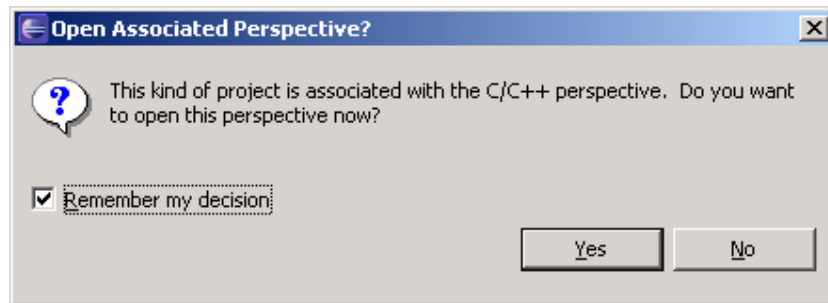 Open Associated Perspective?
This kind of project is associated with the C/C++ perspective. Do you want
to open this perspective now?
Remember my decision
Yes No